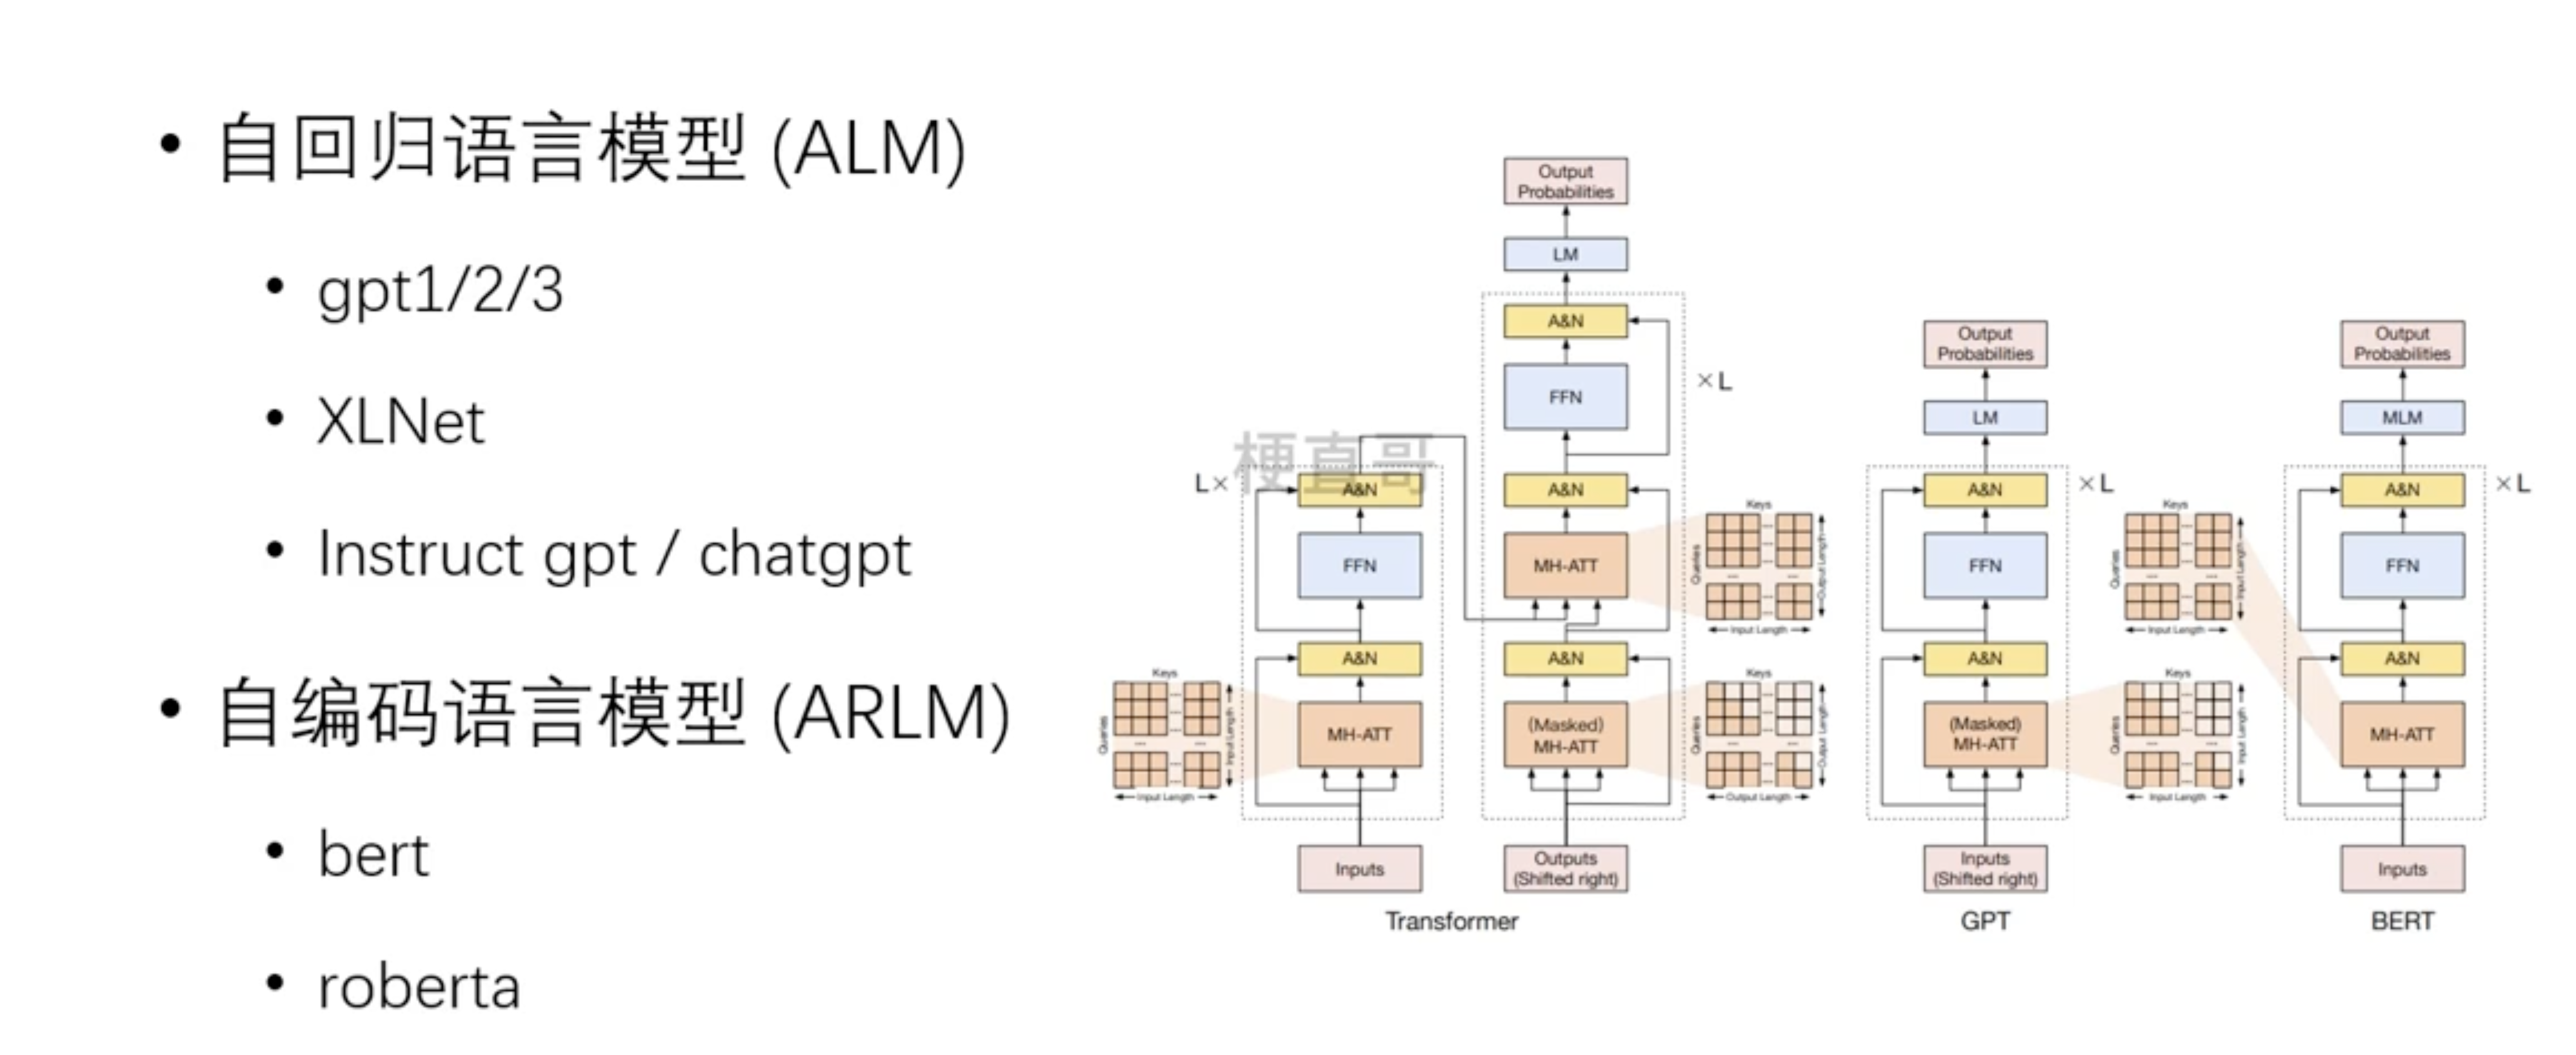 • 自回归语言模型 (ALM)
• gpt1/2/3
• XLNet
• Instruct gpt / chatgpt
• 自编码语言模型 (ARLM)
• bert
• roberta
梗直哥
Output
Probabilities
LM
A&N
FFN
×L
A&N
MH-ATT
A&N
(Masked)
MH-ATT
Outputs
(Shifted right)
L×
A&N
FFN
A&N
MH-ATT
Inputs
Keys
Queries
Input Length
Input Length
Keys
Queries
Output Length
Input Length
Keys
Queries
Output Length
Output Length
Transformer
Output
Probabilities
LM
×L
A&N
FFN
A&N
(Masked)
MH-ATT
Inputs
(Shifted right)
Keys
Queries
Input Length
Input Length
GPT
Output
Probabilities
MLM
×L
A&N
FFN
A&N
MH-ATT
Inputs
Keys
Queries
Input Length
Input Length
BERT